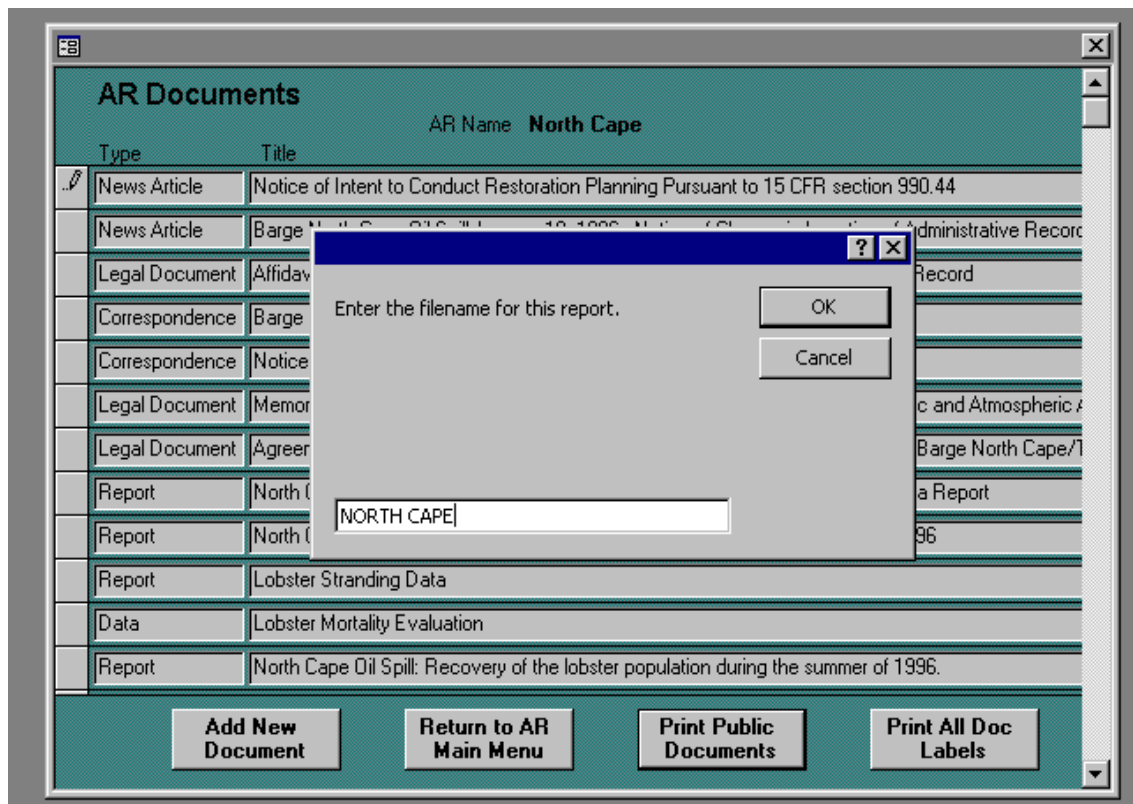 AR Documents
AR Name North Cape
Type Title
News Article Notice of Intent to Conduct Restoration Planning Pursuant to 15 CFR section 990.44
News Article Barge Administrative Record
Legal Document Affidav Record
Correspondence Barge
Correspondence Notice
Legal Document Memor c and Atmospheric A
Legal Document Agreer Barge North Cape/T
Report North C a Report
Report North C 96
Report Lobster Stranding Data
Data Lobster Mortality Evaluation
Report North Cape Oil Spill: Recovery of the lobster population during the summer of 1996.
Enter the filename for this report.
OK
Cancel
NORTH CAPE
Add New
Document
Return to AR
Main Menu
Print Public
Documents
Print All Doc
Labels